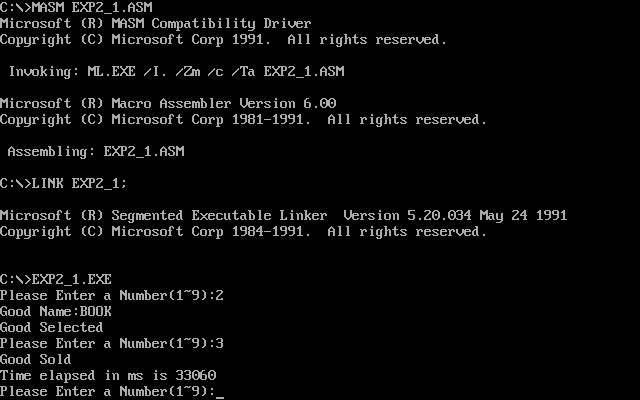 C:\>MASM EXP2_1.ASM
Microsoft (R) MASM Compatibility Driver
Copyright (C) Microsoft Corp 1991.  All rights reserved.
Invoking: ML.EXE /I. /Zm /c /Ta EXP2_1.ASM
Microsoft (R) Macro Assembler Version 6.00
Copyright (C) Microsoft Corp 1981-1991.  All rights reserved.
Assembling: EXP2_1.ASM
C:\>LINK EXP2_1;
Microsoft (R) Segmented Executable Linker  Version 5.20.034 May 24 1991
Copyright (C) Microsoft Corp 1984-1991.  All rights reserved.
C:\>EXP2_1.EXE
Please Enter a Number(1~9):2
Good Name:BOOK
Good Selected
Please Enter a Number(1~9):3
Good Sold
Time elapsed in ms is 33060
Please Enter a Number(1~9):_